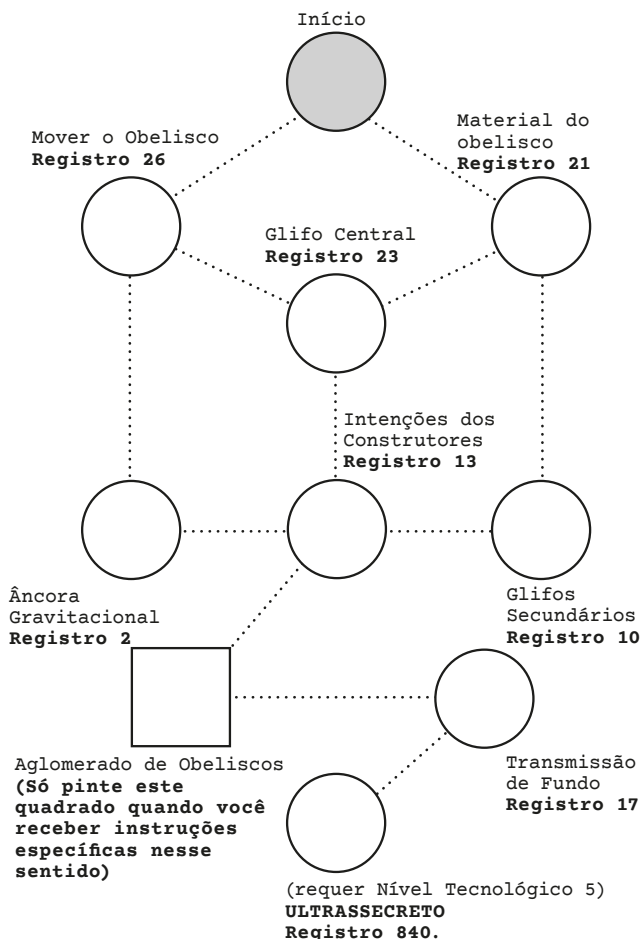 Início
Mover o Obelisco
Registro 26
Material do
obelisco
Registro 21
Glifo Central
Registro 23
Intenções dos
Construtores
Registro 13
Âncora
Gravitacional
Registro 2
Glifos
Secundários
Registro 10
Aglomerado de Obeliscos
(Só pinte este
quadrado quando você
receber instruções
específicas nesse
sentido)
Transmissão
de Fundo
Registro 17
(requer Nível Tecnológico 5)
ULTRASSECRETO
Registro 840.